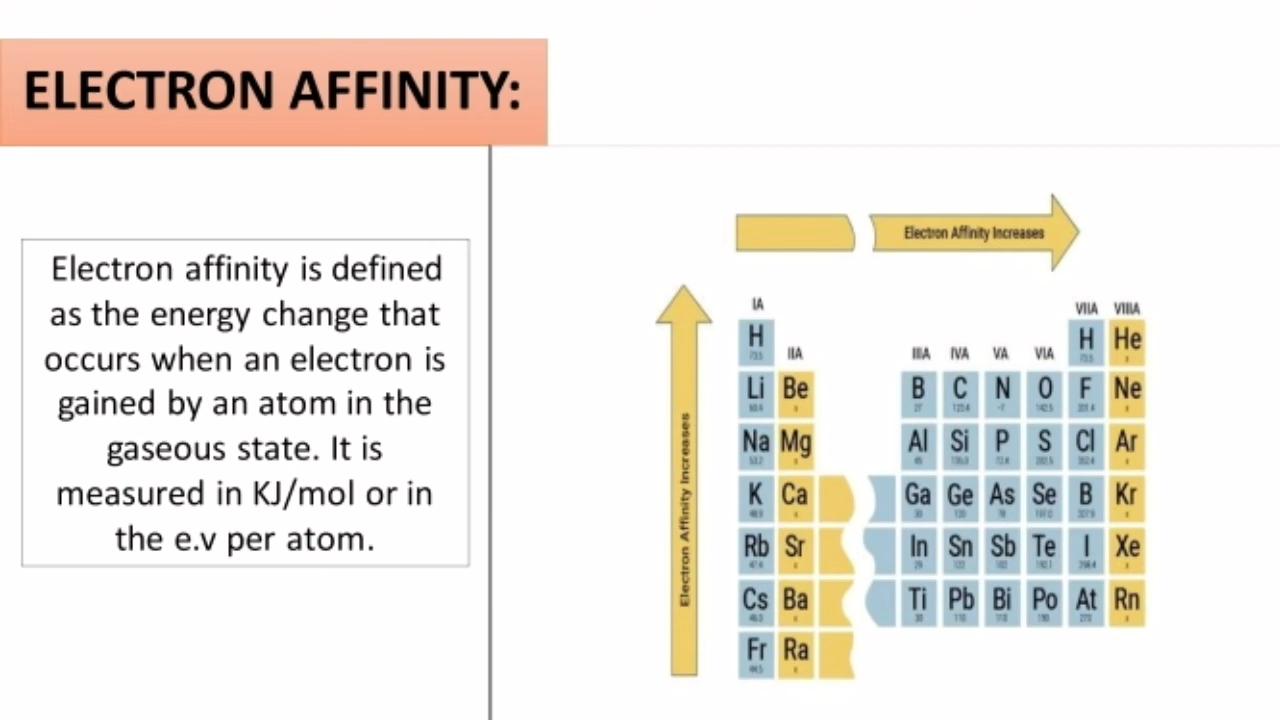 ELECTRON AFFINITY:
Electron affinity is defined
as the energy change that
occurs when an electron is
gained by an atom in the
gaseous state. It is
measured in KJ/mol or in
the e.v per atom.
Electron Affinity Increases
Electron Affinity Increases
IA VIIA VIIIA
H H He
IIA IIIA IVA VA VIA
Li Be B C N O F Ne
Na Mg Al Si P S Cl Ar
K Ca Ga Ge As Se B Kr
Rb Sr In Sn Sb Te I Xe
Cs Ba Ti Pb Bi Po At Rn
Fr Ra